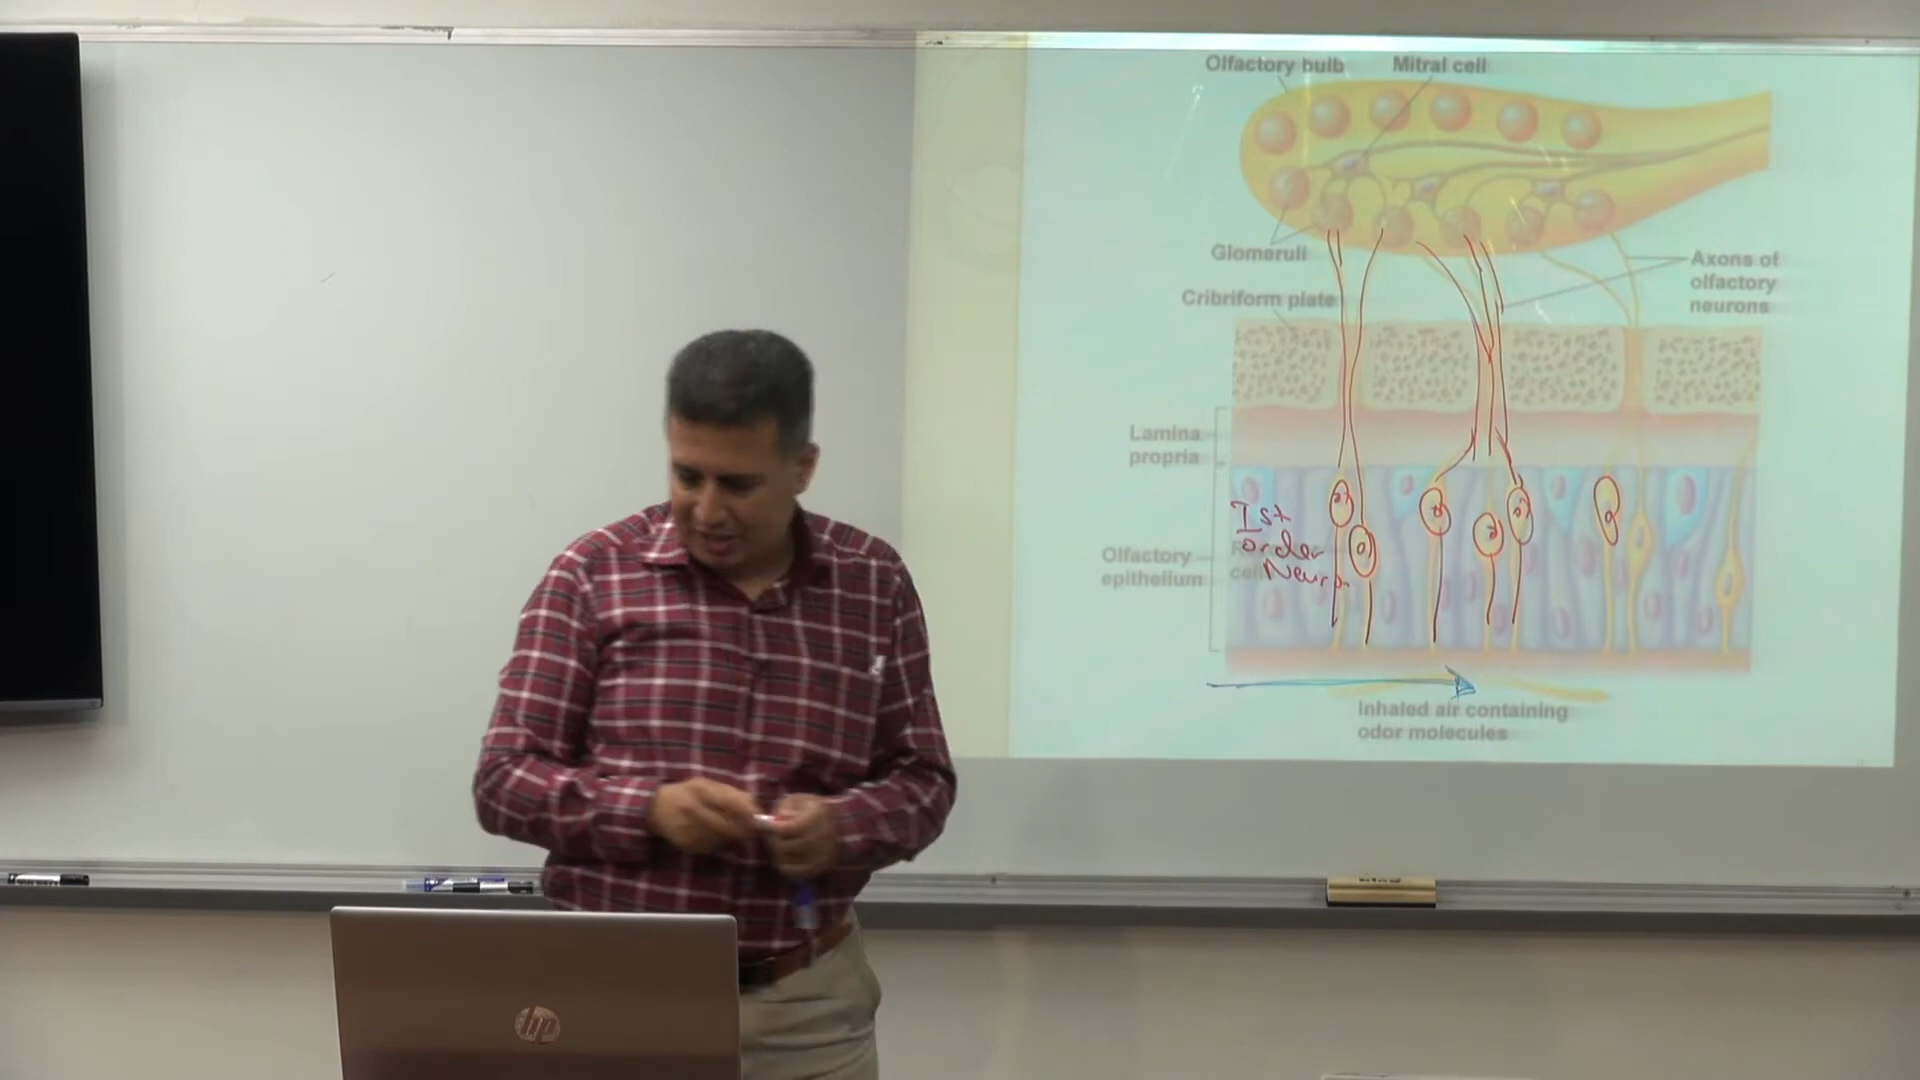 Olfactory bulb
Mitral cell
Glomeruli
Cribriform plate
Axons of
olfactory
neurons
Lamina
propria
1st
order
Neuron
Olfactory
epithelium
Inhaled air containing
odor molecules
hp